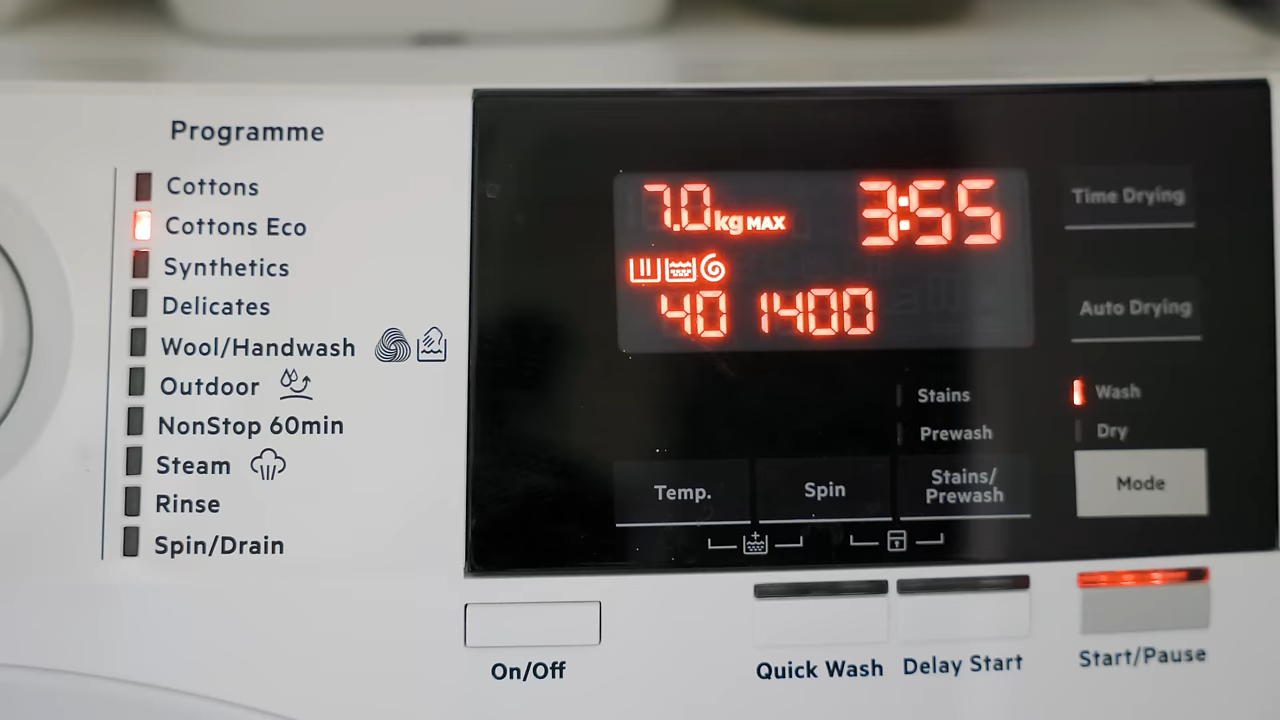 Programme
Cottons
Cottons Eco
Synthetics
Delicates
Wool/Handwash
Outdoor
NonStop 60min
Steam
Rinse
Spin/Drain
7.0 kg MAX 3:55
40 1400
Time Drying
Auto Drying
Stains
Prewash
Wash
Dry
Temp.
Spin
Stains/
Prewash
Mode
On/Off
Quick Wash
Delay Start
Start/Pause